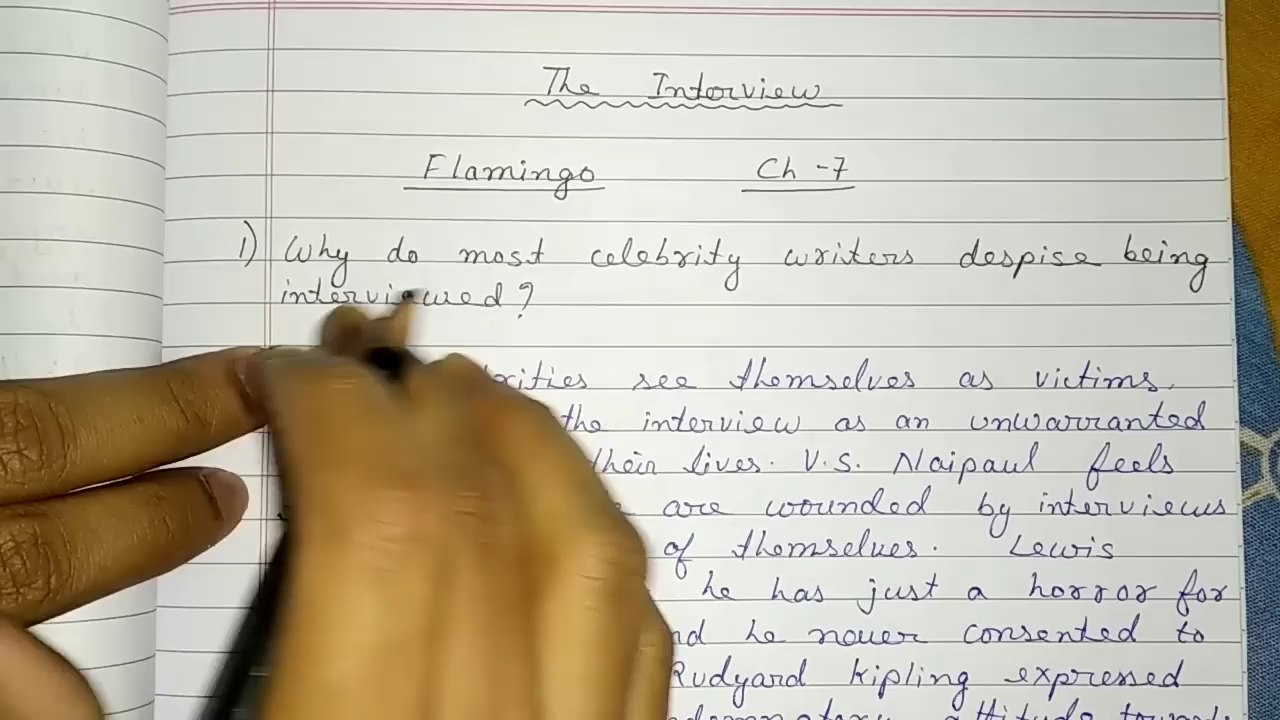 The Interview
Flamingo Ch -7
1) Why do most celebrity writers despise being
interviewed?
see themselves as victims.
the interview as an unwarranted
their lives. V.S. Naipaul feels
are wounded by interviews
of themselves. Lewis
he has just a horror for
he never consented to
Rudyard Kipling expressed